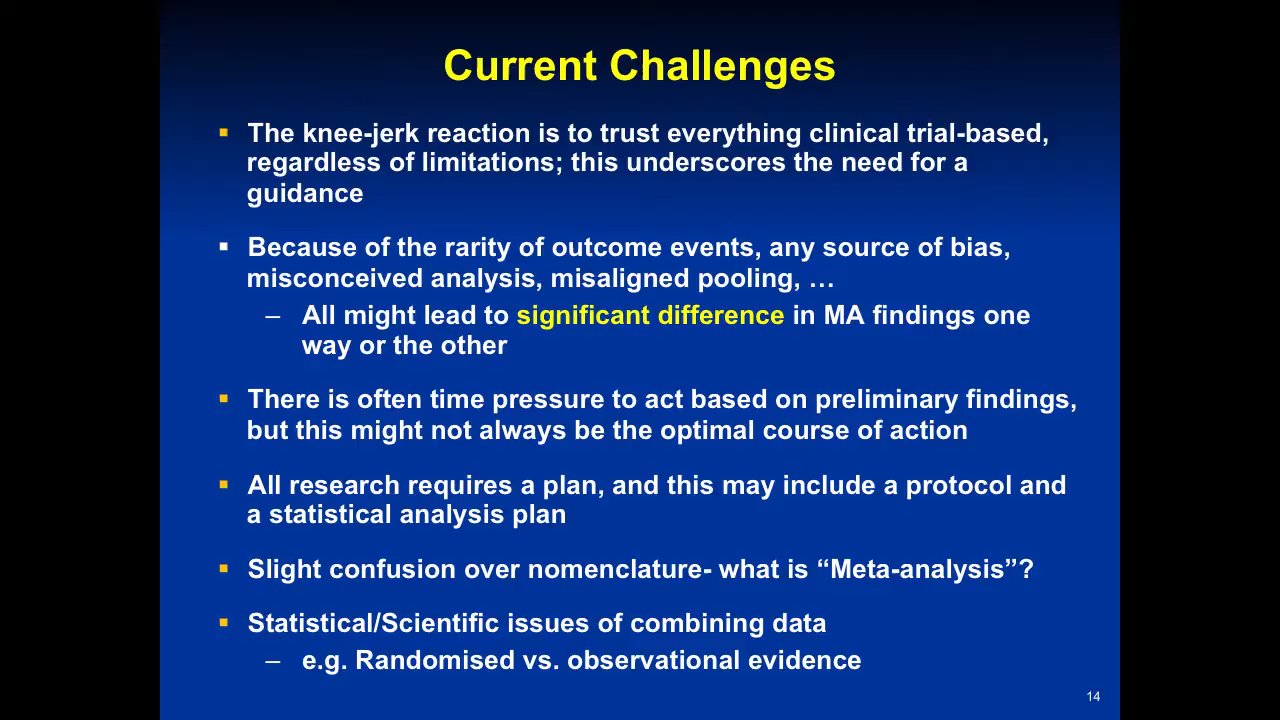 Current Challenges
▪ The knee-jerk reaction is to trust everything clinical trial-based,
regardless of limitations; this underscores the need for a
guidance
▪ Because of the rarity of outcome events, any source of bias,
misconceived analysis, misaligned pooling, …
– All might lead to significant difference in MA findings one
way or the other
▪ There is often time pressure to act based on preliminary findings,
but this might not always be the optimal course of action
▪ All research requires a plan, and this may include a protocol and
a statistical analysis plan
▪ Slight confusion over nomenclature- what is “Meta-analysis”?
▪ Statistical/Scientific issues of combining data
– e.g. Randomised vs. observational evidence
14